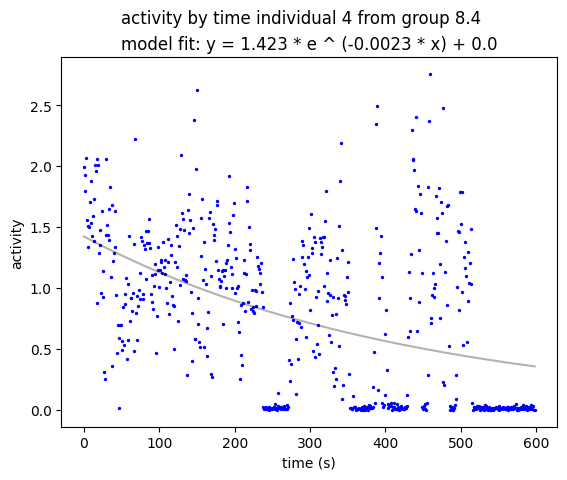 activity by time individual 4 from group 8.4
model fit: y = 1.423 * e ^ (-0.0023 * x) + 0.0
2.5
2.0
1.5
1.0
0.5
0.0
activity
0 100 200 300 400 500 600
time (s)